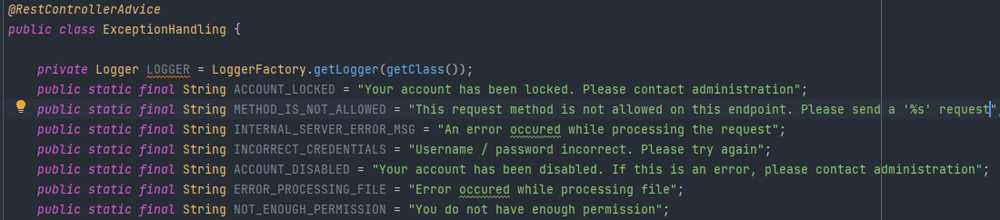 @RestControllerAdvice
public class ExceptionHandling {
private Logger LOGGER = LoggerFactory.getLogger(getClass());
public static final String ACCOUNT_LOCKED = "Your account has been locked. Please contact administration";
public static final String METHOD_IS_NOT_ALLOWED = "This request method is not allowed on this endpoint. Please send a '%s' request";
public static final String INTERNAL_SERVER_ERROR_MSG = "An error occured while processing the request";
public static final String INCORRECT_CREDENTIALS = "Username / password incorrect. Please try again";
public static final String ACCOUNT_DISABLED = "Your account has been disabled. If this is an error, please contact administration";
public static final String ERROR_PROCESSING_FILE = "Error occured while processing file";
public static final String NOT_ENOUGH_PERMISSION = "You do not have enough permission";